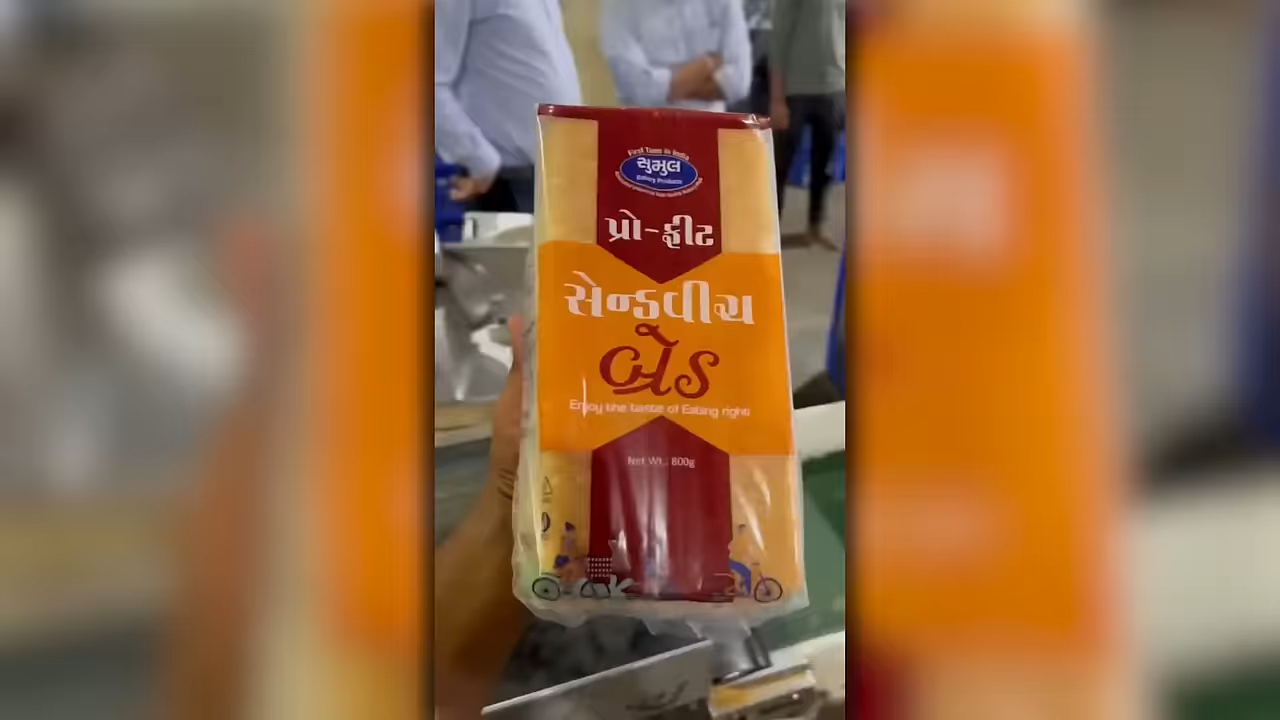 First Time in India
સુમુલ
Bakery Products
પ્રો-ફીટ
સેન્ડવીચ
બ્રેડ
Enjoy the taste of Eating right!
Net Wt.: 800g